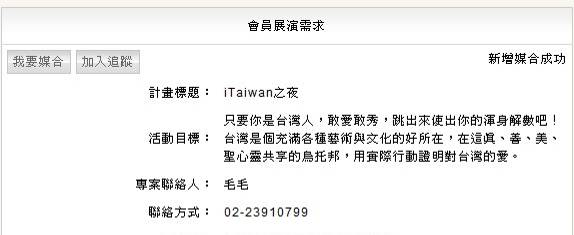 會員展演需求
我要媒合 加入追蹤 新增媒合成功
計畫標題： iTaiwan之夜
只要你是台灣人，敢愛敢秀，跳出來使出你的渾身解數吧！
活動目標： 台灣是個充滿各種藝術與文化的好所在，在這真、善、美、
聖心靈共享的烏托邦，用實際行動證明對台灣的愛。
專案聯絡人： 毛毛
聯絡方式： 02-23910799